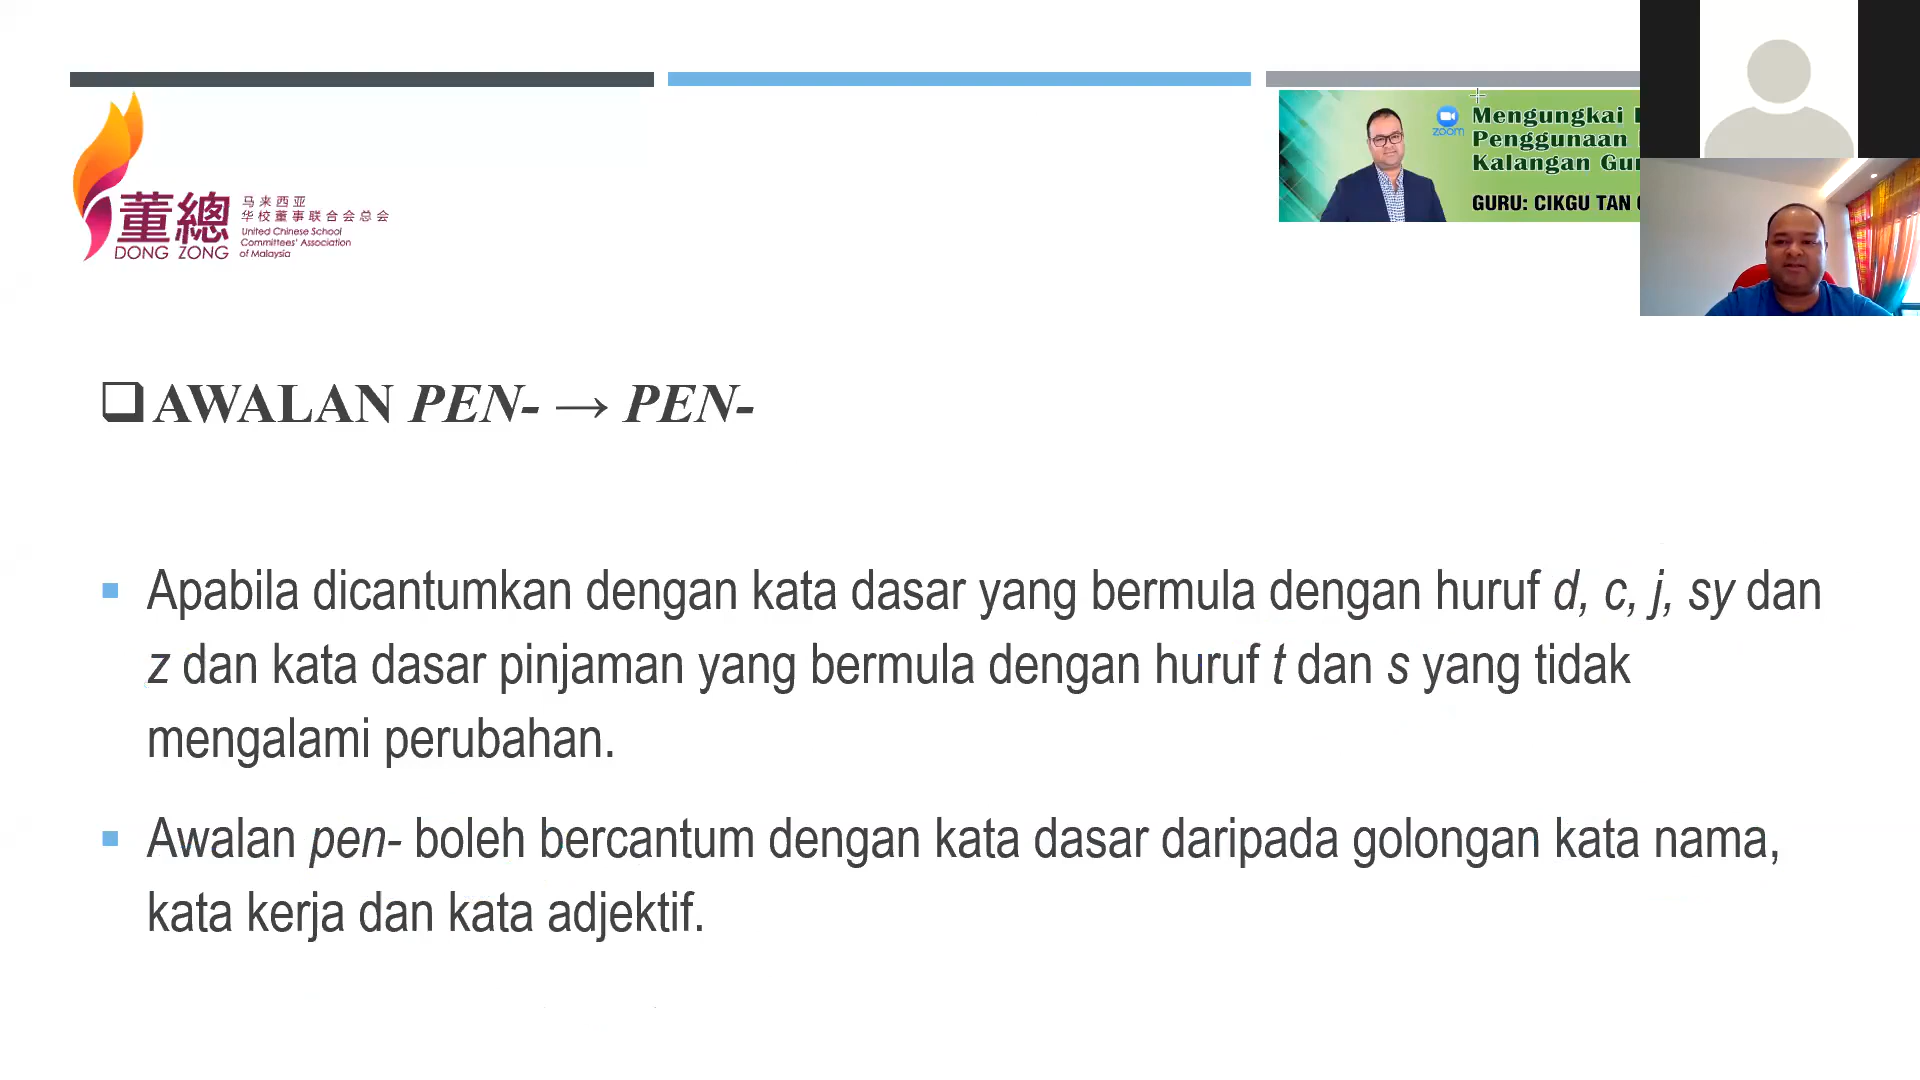 董總
DONG ZONG
马来西亚
华校董事联合会总会
United Chinese School
Committees' Association
of Malaysia
zoom
Mengungkai
Penggunaan
Kalangan
GURU: CIKGU TAN
❑AWALAN PEN- → PEN-
▪ Apabila dicantumkan dengan kata dasar yang bermula dengan huruf d, c, j, sy dan
z dan kata dasar pinjaman yang bermula dengan huruf t dan s yang tidak
mengalami perubahan.
▪ Awalan pen- boleh bercantum dengan kata dasar daripada golongan kata nama,
kata kerja dan kata adjektif.